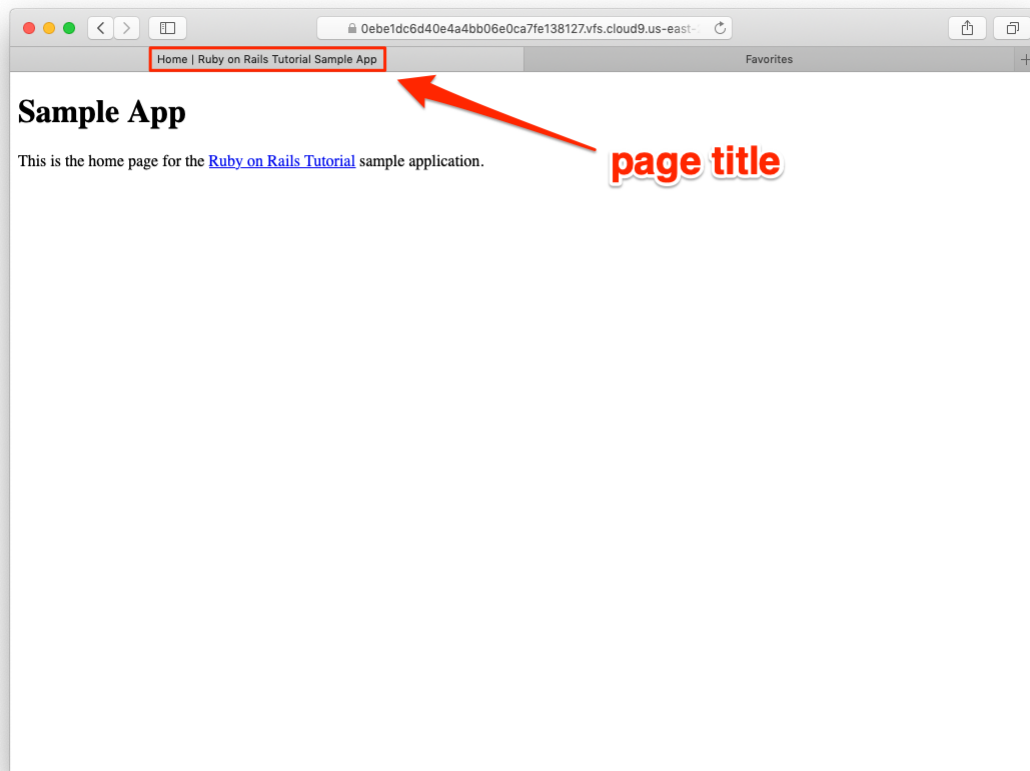 0ebe1dc6d40e4a4bb06e0ca7fe138127.vfs.cloud9.us-east-
Home | Ruby on Rails Tutorial Sample App
Favorites
Sample App
page title
This is the home page for the Ruby on Rails Tutorial sample application.